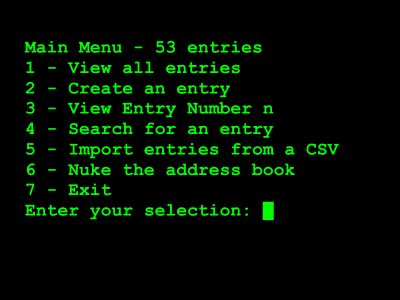 Main Menu - 53 entries
1 - View all entries
2 - Create an entry
3 - View Entry Number n
4 - Search for an entry
5 - Import entries from a CSV
6 - Nuke the address book
7 - Exit
Enter your selection: